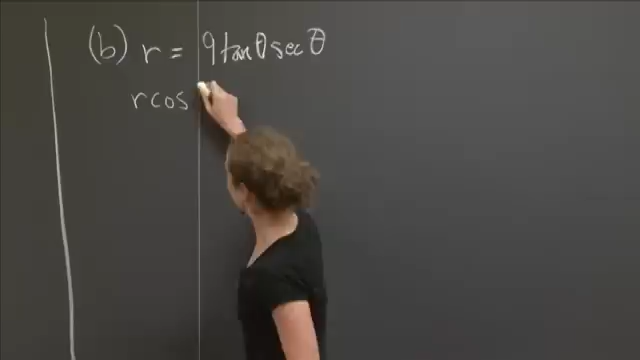 (b) r = 9 tan θ sec θ
r cos